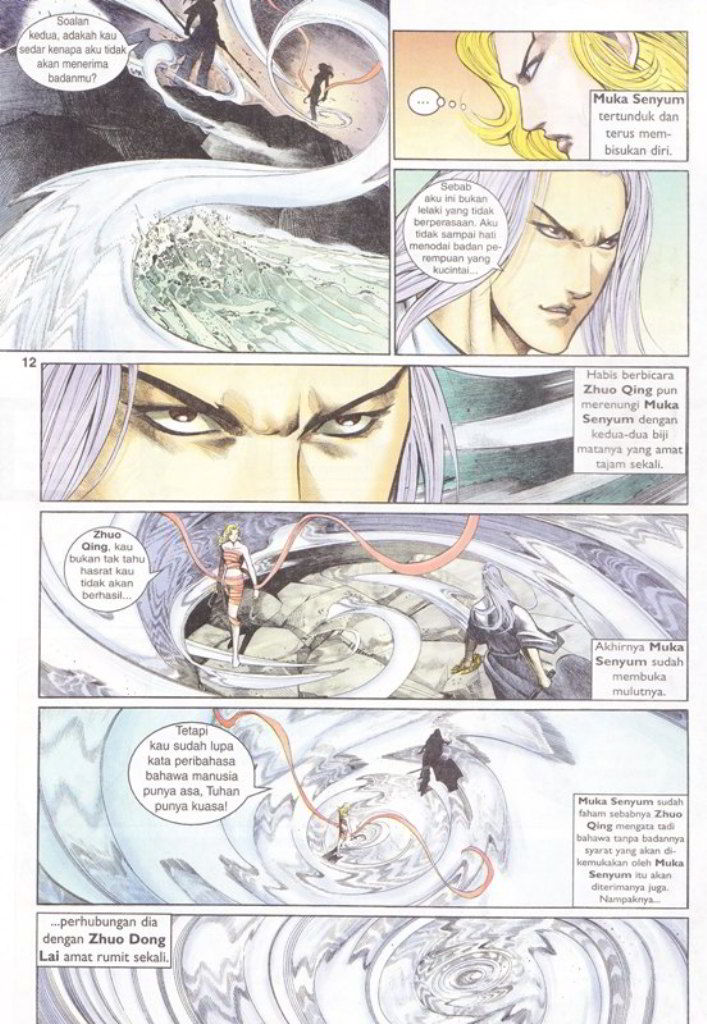 Soalan
kedua, adakah kau
sedar kenapa aku tidak
akan menerima
badanmu?
...
Muka Senyum
tertunduk dan
terus mem-
bisukan diri.
Sebab
aku ini bukan
lelaki yang tidak
berperasaan. Aku
tidak sampai hati
menodai badan pe-
rempuan yang
kucintai...
12
Habis berbicara
Zhuo Qing pun
merenungi Muka
Senyum dengan
kedua-dua biji
matanya yang amat
tajam sekali.
Zhuo
Qing, kau
bukan tak tahu
hasrat kau
tidak akan
berhasil...
Akhirnya Muka
Senyum sudah
membuka
mulutnya.
Tetapi
kau sudah lupa
kata peribahasa
bahawa manusia
punya asa, Tuhan
punya kuasa!
Muka Senyum sudah
faham sebabnya Zhuo
Qing mengata tadi
bahawa tanpa badannya
syarat yang akan di-
kemukakan oleh Muka
Senyum itu akan
diterimanya juga.
Nampaknya...
...perhubungan dia
dengan Zhuo Dong
Lai amat rumit sekali.